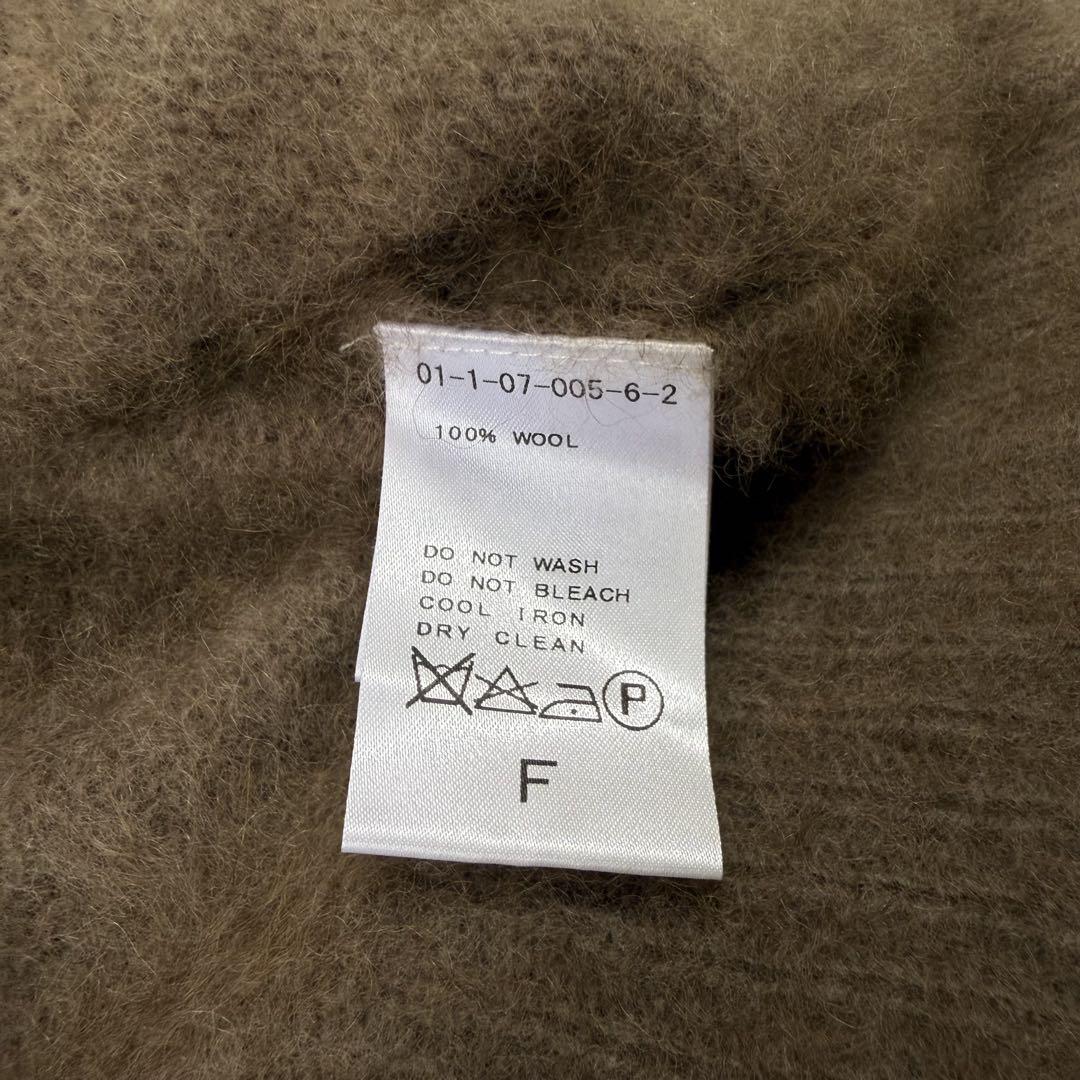 01-1-07-005-6-2
100% WOOL
DO NOT WASH
DO NOT BLEACH
COOL IRON
DRY CLEAN
P
F